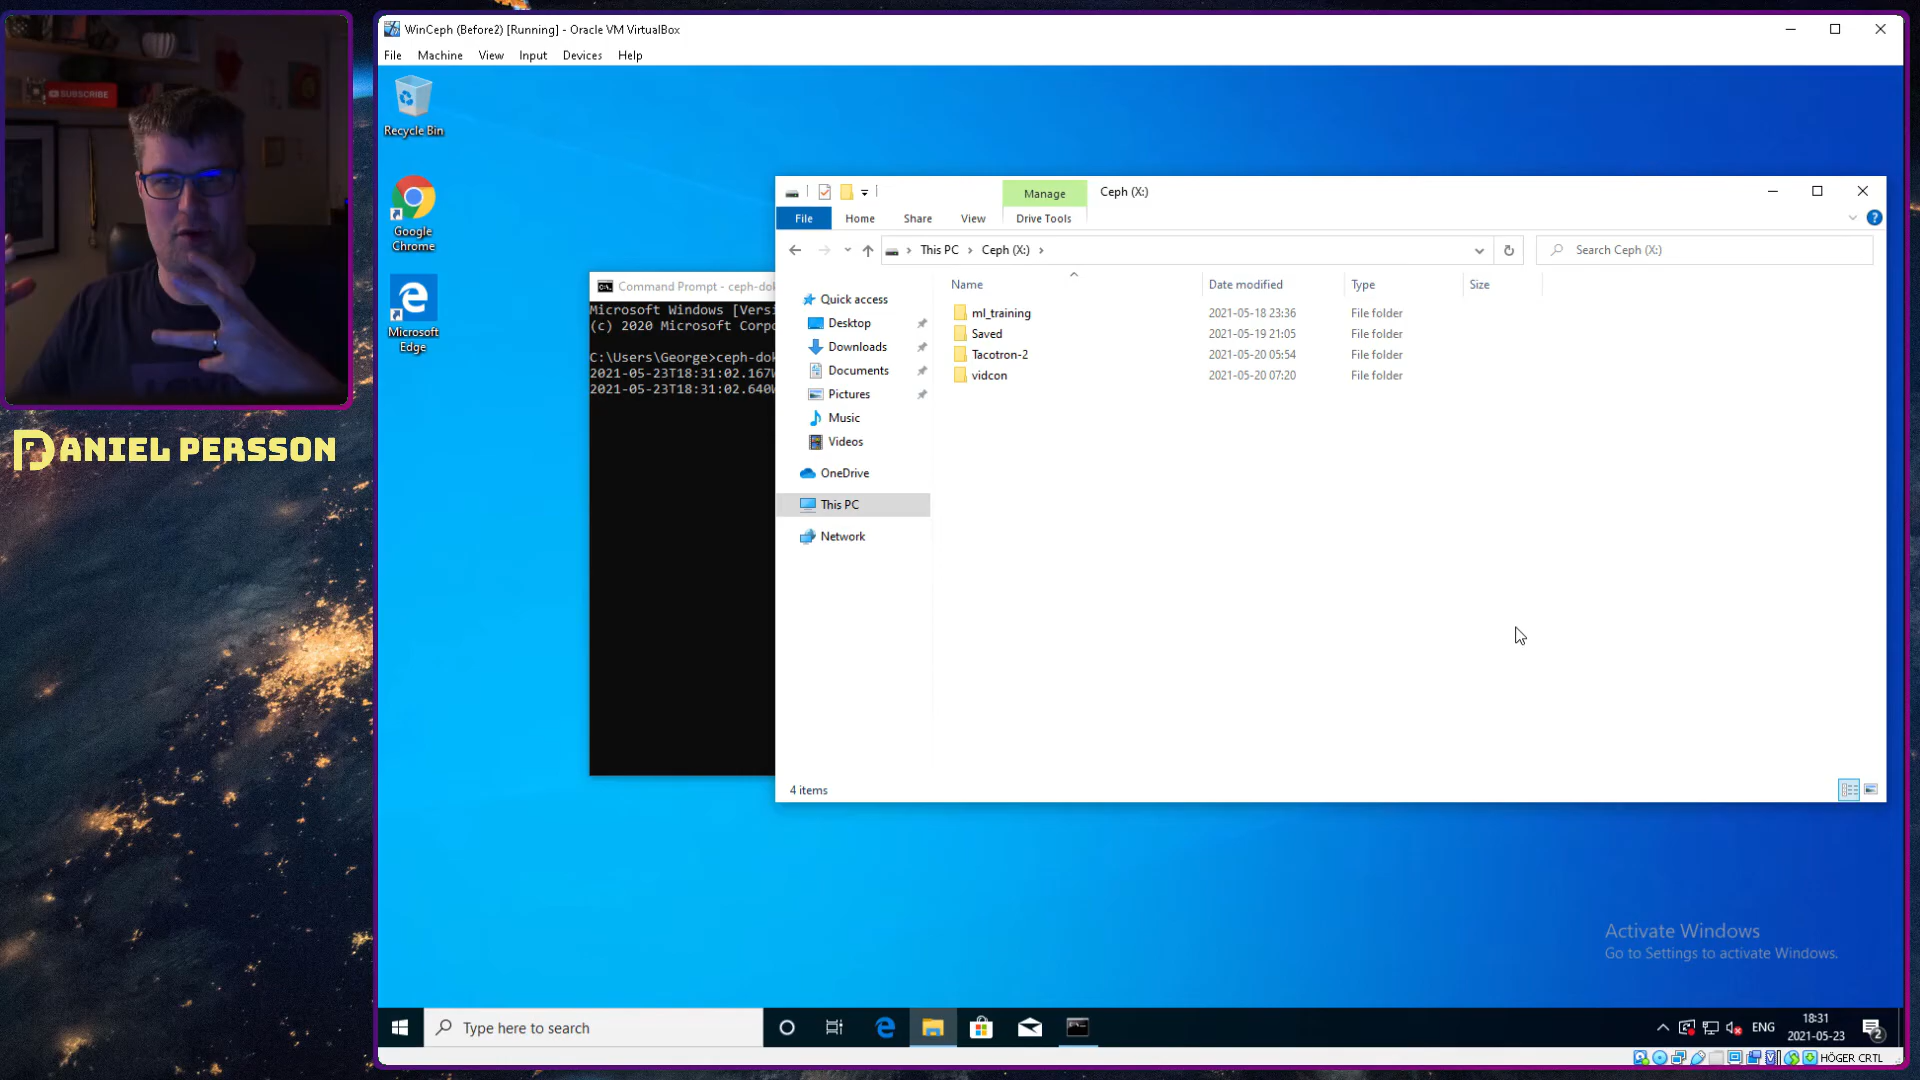 SUBSCRIBE
DANIEL PERSSON
WinCeph (Before2) [Running] - Oracle VM VirtualBox
File Machine View Input Devices Help
Recycle Bin
Google
Chrome
Microsoft
Edge
Command Prompt - ceph-dok
Microsoft Windows [Versi
(c) 2020 Microsoft Corpo
C:\Users\George>ceph-dok
2021-05-23T18:31:02.167
2021-05-23T18:31:02.640
Manage
Ceph (X:)
File Home Share View Drive Tools
This PC Ceph (X:)
Search Ceph (X:)
Name Date modified Type Size
ml_training 2021-05-18 23:36 File folder
Saved 2021-05-19 21:05 File folder
Tacotron-2 2021-05-20 05:54 File folder
vidcon 2021-05-20 07:20 File folder
Quick access
Desktop
Downloads
Documents
Pictures
Music
Videos
OneDrive
This PC
Network
4 items
Activate Windows
Go to Settings to activate Windows.
Type here to search
ENG
18:31
2021-05-23
2
HÖGER CRTL